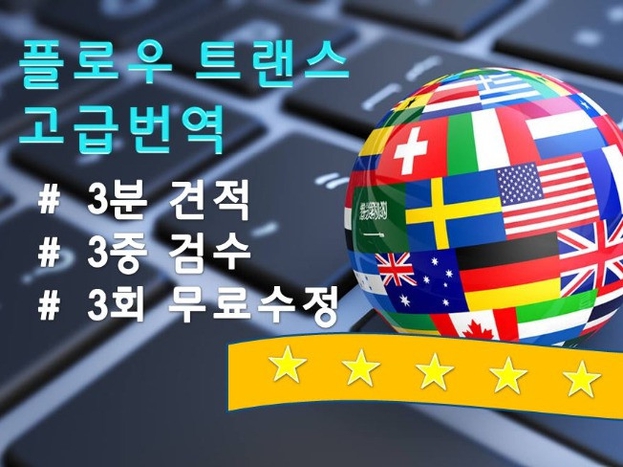 플로우 트랜스
고급번역
# 3분 견적
# 3중 검수
# 3회 무료수정